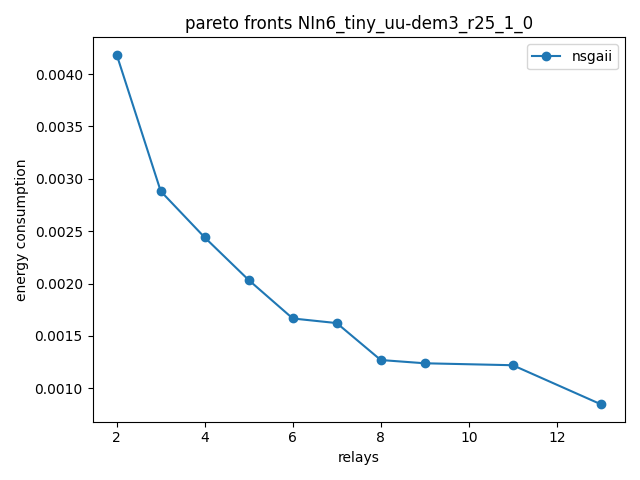 pareto fronts NIn6_tiny_uu-dem3_r25_1_0
nsgaii
0.0040
0.0035
0.0030
0.0025
0.0020
0.0015
0.0010
energy consumption
2 4 6 8 10 12
relays